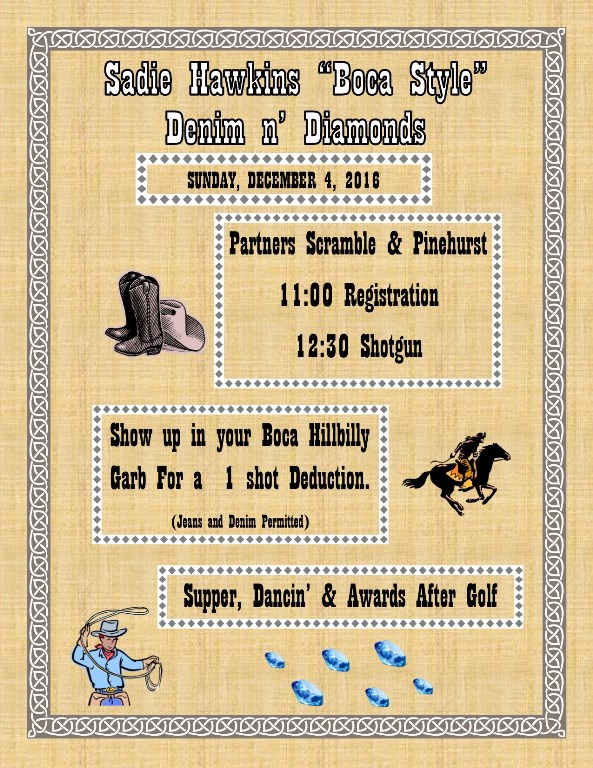 Sadie Hawkins “Boca Style”
Denim n’ Diamonds
SUNDAY, DECEMBER 4, 2016
Partners Scramble & Pinehurst
11:00 Registration
12:30 Shotgun
Show up in your Boca Hillbilly
Garb For a 1 shot Deduction.
(Jeans and Denim Permitted)
Supper, Dancin’ & Awards After Golf